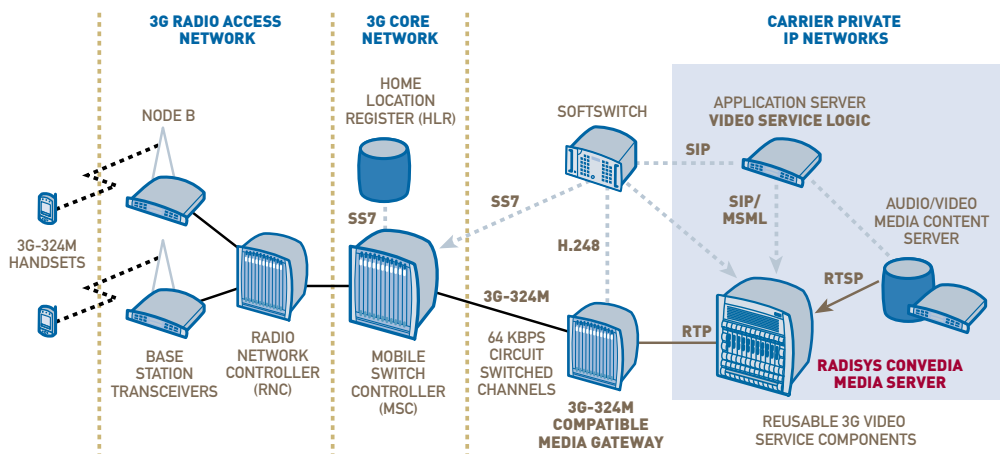 3G RADIO ACCESS
NETWORK
3G CORE
NETWORK
CARRIER PRIVATE
IP NETWORKS
NODE B
HOME
LOCATION
REGISTER (HLR)
SOFTSWITCH
APPLICATION SERVER
VIDEO SERVICE LOGIC
SIP
3G-324M
HANDSETS
SS7
SS7
H.248
SIP/
MSML
AUDIO/VIDEO
MEDIA CONTENT
SERVER
RTSP
3G-324M
RTP
BASE
STATION
TRANSCEIVERS
RADIO
NETWORK
CONTROLLER
(RNC)
MOBILE
SWITCH
CONTROLLER
(MSC)
64 KBPS
CIRCUIT
SWITCHED
CHANNELS
3G-324M
COMPATIBLE
MEDIA GATEWAY
RADISYS CONVEDIA
MEDIA SERVER
REUSABLE 3G VIDEO
SERVICE COMPONENTS